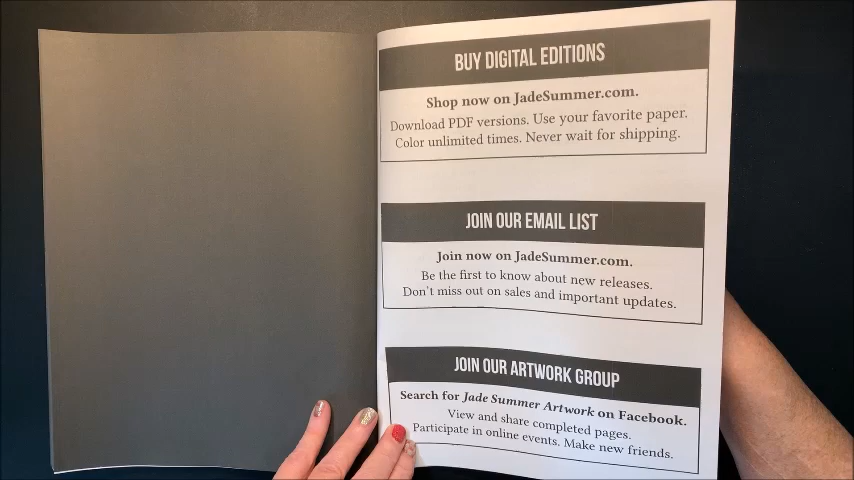 BUY DIGITAL EDITIONS
Shop now on JadeSummer.com.
Download PDF versions. Use your favorite paper.
Color unlimited times. Never wait for shipping.
JOIN OUR EMAIL LIST
Join now on JadeSummer.com.
Be the first to know about new releases.
Don't miss out on sales and important updates.
JOIN OUR ARTWORK GROUP
Search for Jade Summer Artwork on Facebook.
View and share completed pages.
Participate in online events. Make new friends.